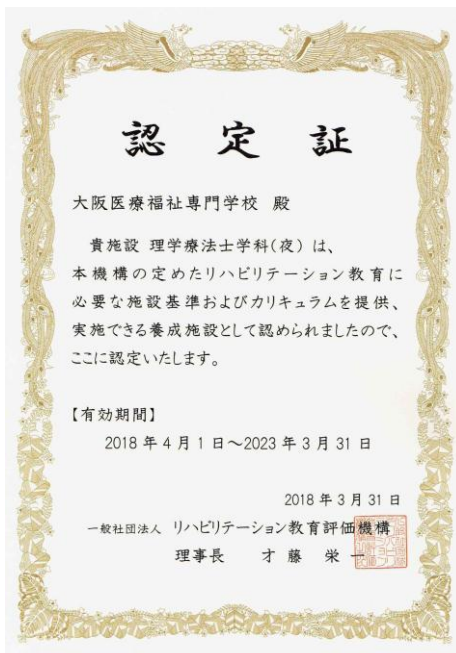 認定証
大阪医療福祉専門学校 殿
貴施設 理学療法士学科(夜) は、
本機構の定めたリハビリテーション教育に
必要な施設基準およびカリキュラムを提供、
実施できる養成施設として認められましたので、
ここに認定いたします。
【有効期間】
2018年4月1日～2023年3月31日
2018年3月31日
一般社団法人 リハビリテーション教育評価機構
理事長 才藤栄一